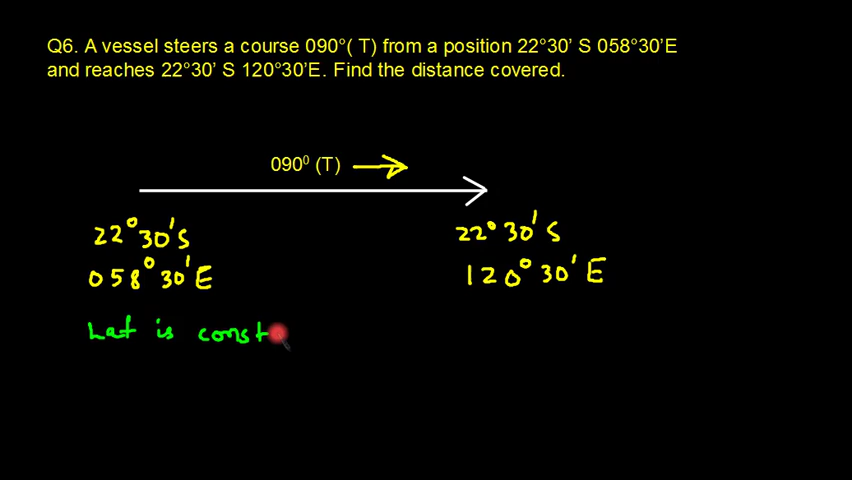 Q6. A vessel steers a course 090°( T) from a position 22°30’ S 058°30’E
and reaches 22°30’ S 120°30’E. Find the distance covered.
090⁰ (T)
22°30'S 22°30'S
058°30'E 120°30'E
Lat is const